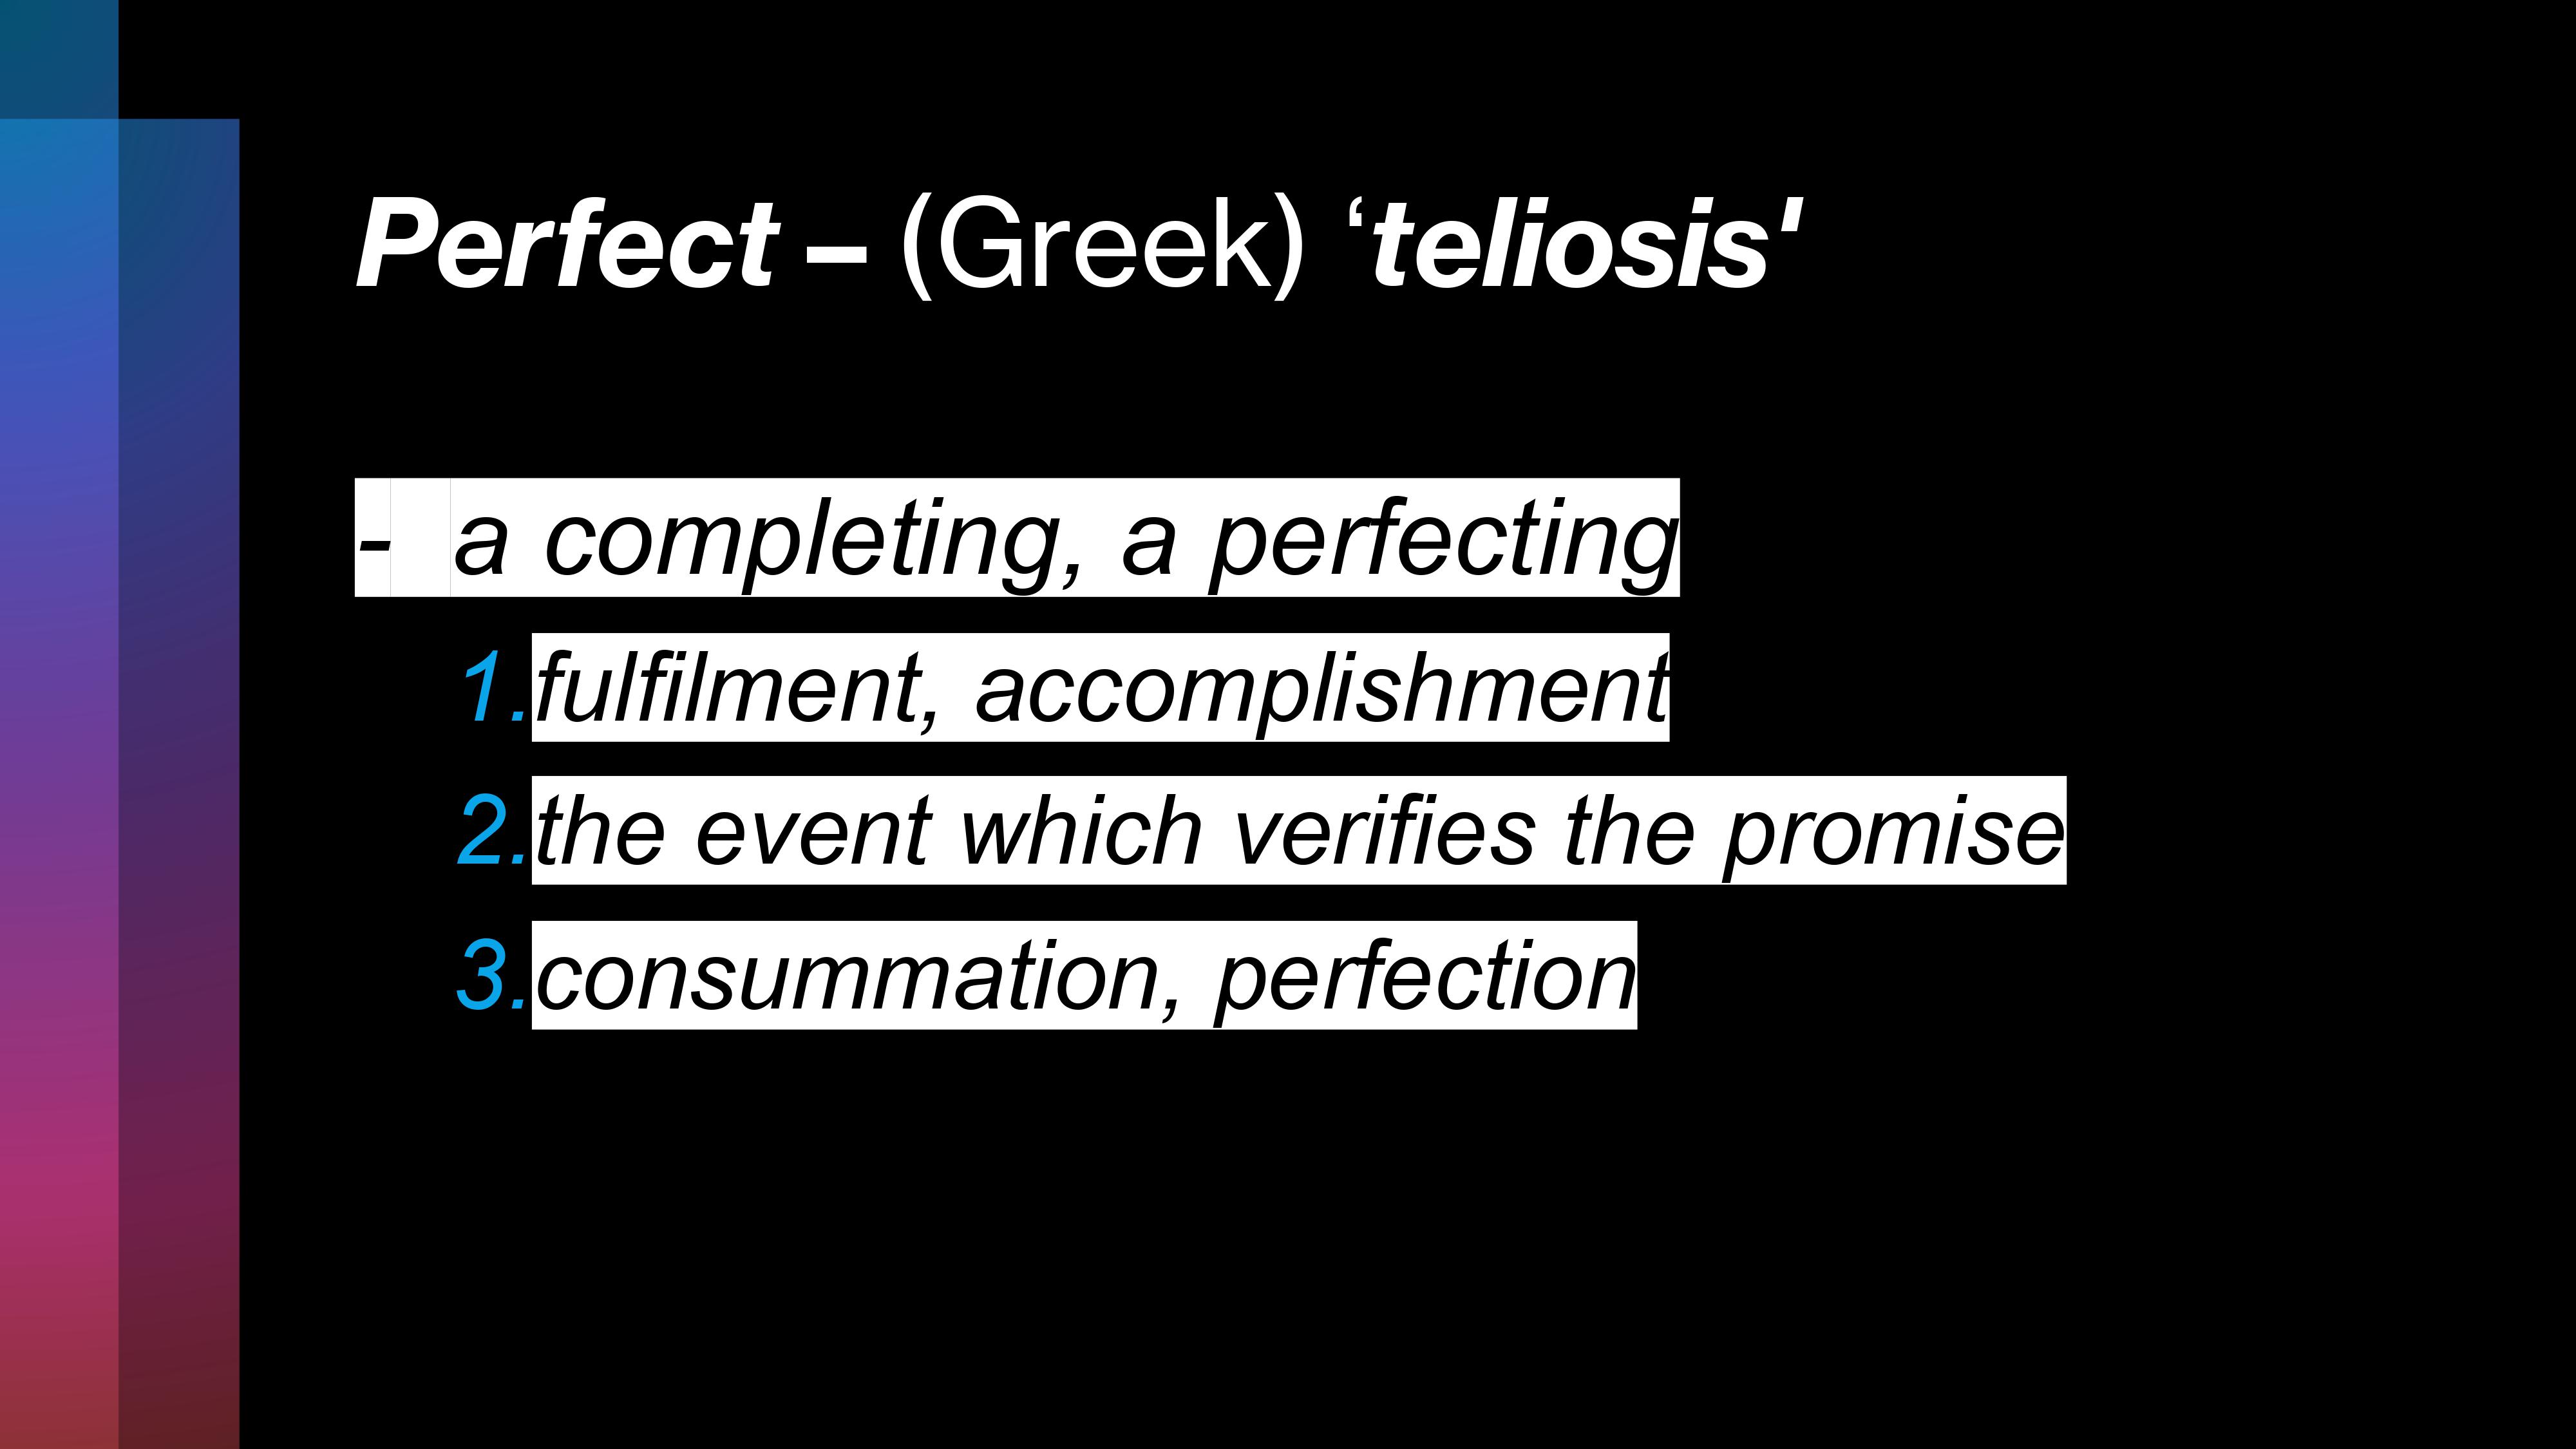 Perfect – (Greek) ‘teliosis'
- a completing, a perfecting
1.fulfilment, accomplishment
2.the event which verifies the promise
3.consummation, perfection